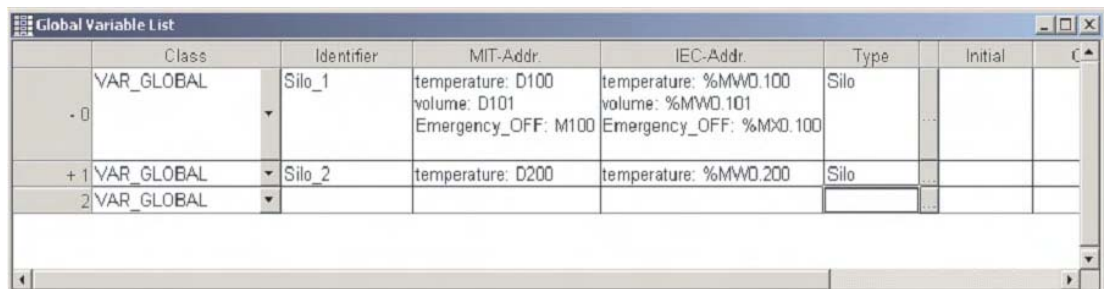 Global Variable List
Class Identifier MIT-Addr. IEC-Addr. Type Initial
- 0 VAR_GLOBAL Silo_1 temperature: D100 temperature: %MW0.100 Silo ...
volume: D101 volume: %MW0.101
Emergency_OFF: M100 Emergency_OFF: %MX0.100
+ 1 VAR_GLOBAL Silo_2 temperature: D200 temperature: %MW0.200 Silo ...
2 VAR_GLOBAL ...